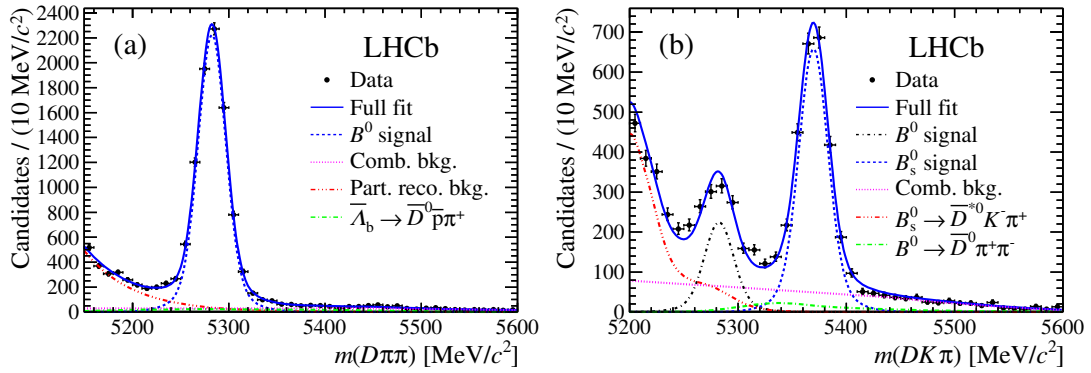 Candidates / (10 MeV/c²)
2400
2200
2000
1800
1600
1400
1200
1000
800
600
400
200
0
(a)
LHCb
Data
Full fit
B⁰ signal
Comb. bkg.
Part. reco. bkg.
Λ̅_b → D̅⁰p̅π⁺
5200 5300 5400 5500 5600
m(Dππ) [MeV/c²]
Candidates / (10 MeV/c²)
700
600
500
400
300
200
100
0
(b)
LHCb
Data
Full fit
B⁰ signal
B⁰_s signal
Comb. bkg.
B⁰_s → D̅*⁰K⁻π⁺
B⁰ → D̅⁰π⁺π⁻
5200 5300 5400 5500 5600
m(DKπ) [MeV/c²]